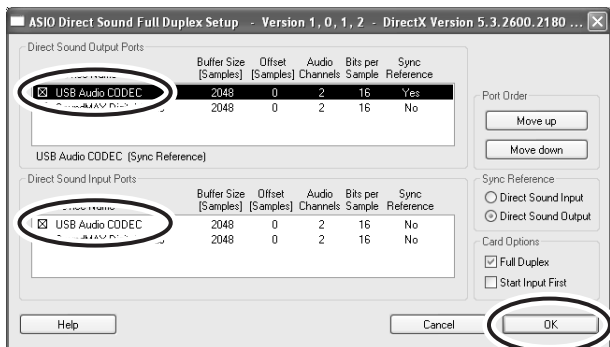 ASIO Direct Sound Full Duplex Setup - Version 1, 0, 1, 2 - DirectX Version 5.3.2600.2180 ...
Direct Sound Output Ports
Buffer Size Offset Audio Bits per Sync
[Samples] [Samples] Channels Sample Reference
USB Audio CODEC 2048 0 2 16 Yes
2048 0 2 16 No
USB Audio CODEC (Sync Reference)
Direct Sound Input Ports
Buffer Size Offset Audio Bits per Sync
[Samples] [Samples] Channels Sample Reference
USB Audio CODEC 2048 0 2 16 No
2048 0 2 16 No
Port Order
Move up
Move down
Sync Reference
Direct Sound Input
Direct Sound Output
Card Options
Full Duplex
Start Input First
Help
Cancel
OK